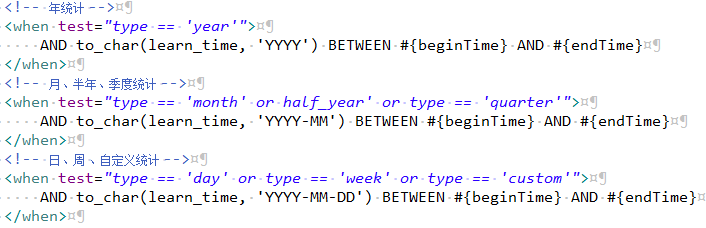 <!-- 年统计 -->
<when test="type == 'year'">
AND to_char(learn_time, 'YYYY') BETWEEN #{beginTime} AND #{endTime}
</when>
<!-- 月、半年、季度统计 -->
<when test="type == 'month' or half_year' or type == 'quarter'">
AND to_char(learn_time, 'YYYY-MM') BETWEEN #{beginTime} AND #{endTime}
</when>
<!-- 日、周、自定义统计 -->
<when test="type == 'day' or type == 'week' or type == 'custom'">
AND to_char(learn_time, 'YYYY-MM-DD') BETWEEN #{beginTime} AND #{endTime}
</when>